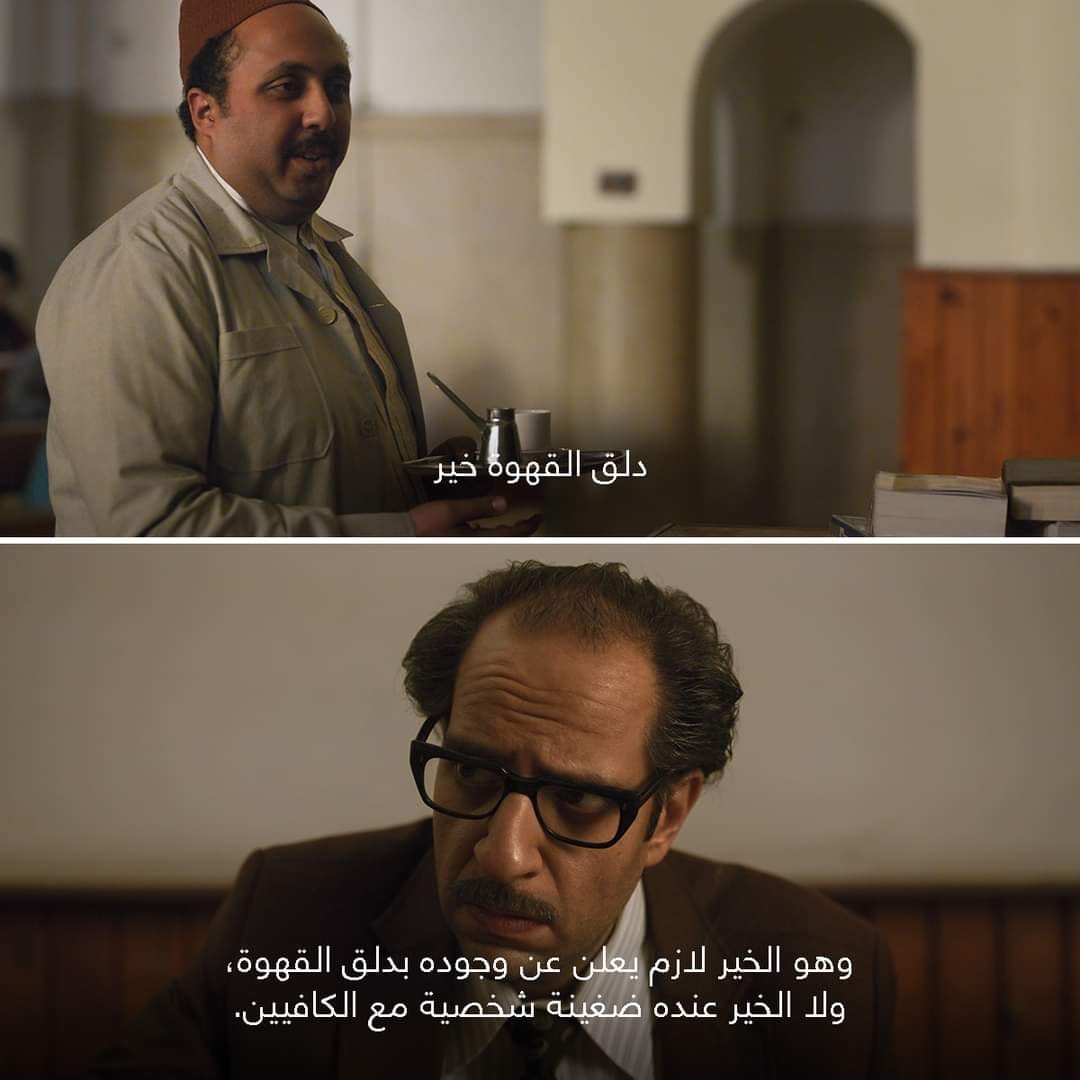 دلق القهوة خير
وهو الخير لازم يعلن عن وجوده بدلق القهوة،
ولا الخير عنده ضغينة شخصية مع الكافيين.